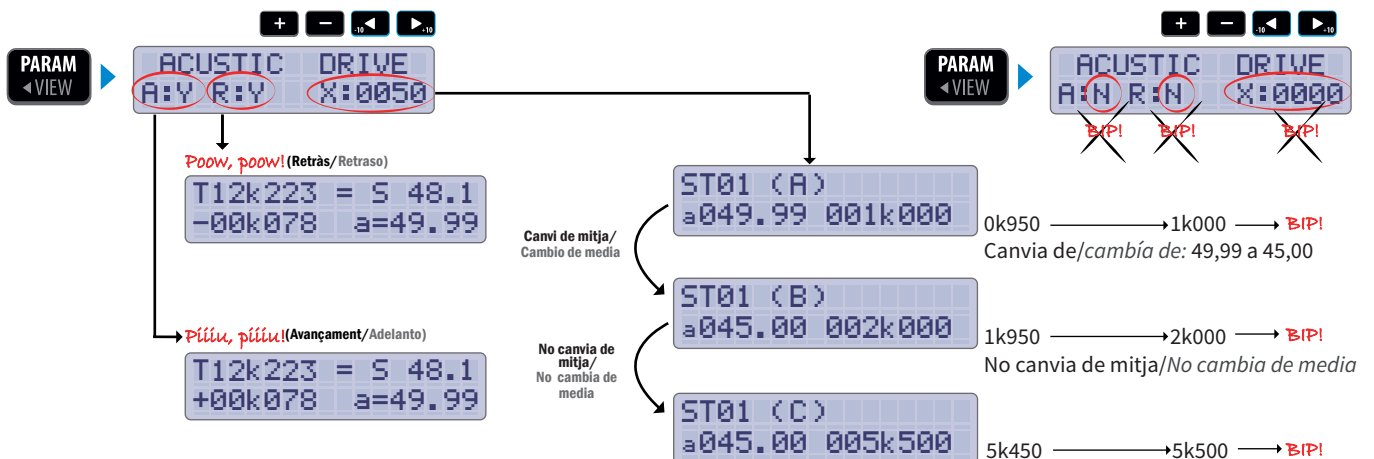 + − -10◄ ►+10
PARAM
◄VIEW
ACUSTIC DRIVE
A:Y R:Y X:0050
Poow, poow! (Retràs/Retraso)
T12k223 = S 48.1
-00k078 a=49.99
Píííu, píííu! (Avançament/Adelanto)
T12k223 = S 48.1
+00k078 a=49.99
+ − -10◄ ►+10
PARAM
◄VIEW
ACUSTIC DRIVE
A:N R:N X:0000
BIP! BIP! BIP!
ST01 (A)
a049.99 001k000
0k950 → 1k000 → BIP!
Canvia de/cambía de: 49,99 a 45,00
Canvi de mitja/
Cambio de media
ST01 (B)
a045.00 002k000
1k950 → 2k000 → BIP!
No canvia de mitja/No cambia de media
No canvia de
mitja/
No cambia de
media
ST01 (C)
a045.00 005k500
5k450 → 5k500 → BIP!